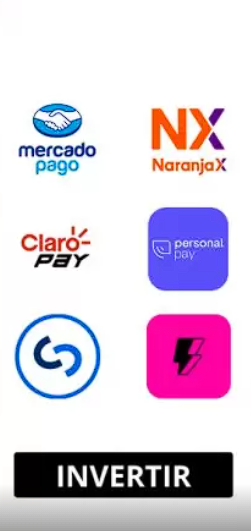 mercado
pago
NX
NaranjaX
Claro
PAY
personal
pay
INVERTIR